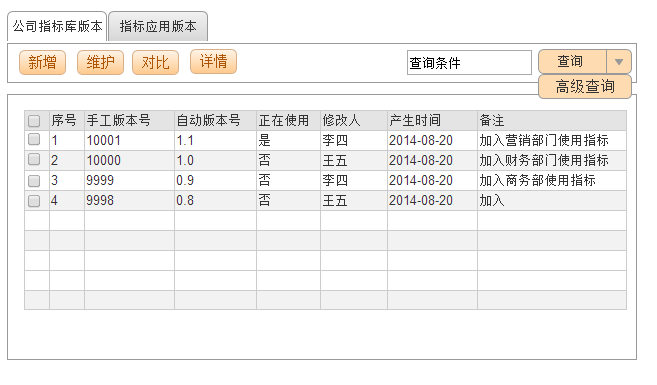 公司指标库版本 指标应用版本
新增 维护 对比 详情 查询条件 查询
高级查询
序号 手工版本号 自动版本号 正在使用 修改人 产生时间 备注
1 10001 1.1 是 李四 2014-08-20 加入营销部门使用指标
2 10000 1.0 否 王五 2014-08-20 加入财务部门使用指标
3 9999 0.9 否 李四 2014-08-20 加入商务部使用指标
4 9998 0.8 否 王五 2014-08-20 加入